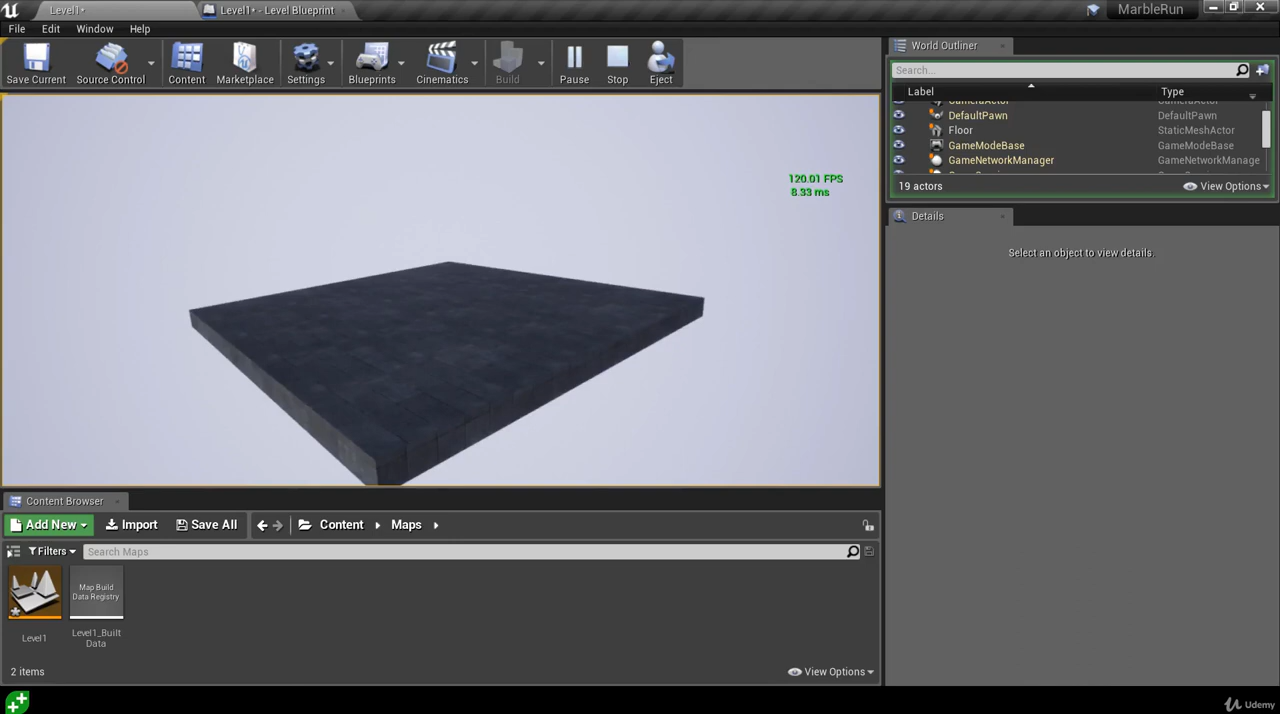 Level1*
Level1* - Level Blueprint
MarbleRun
File Edit Window Help
Save Current
Source Control
Content
Marketplace
Settings
Blueprints
Cinematics
Build
Pause
Stop
Eject
World Outliner
Search...
Label Type
CameraActor CameraActor
DefaultPawn DefaultPawn
Floor StaticMeshActor
GameModeBase GameModeBase
GameNetworkManager GameNetworkManage
19 actors View Options
Details
Select an object to view details.
120.01 FPS
8.33 ms
Content Browser
Add New Import Save All Content Maps
Filters Search Maps
Map Build
Data Registry
Level1
Level1_Built
Data
2 items View Options
Udemy